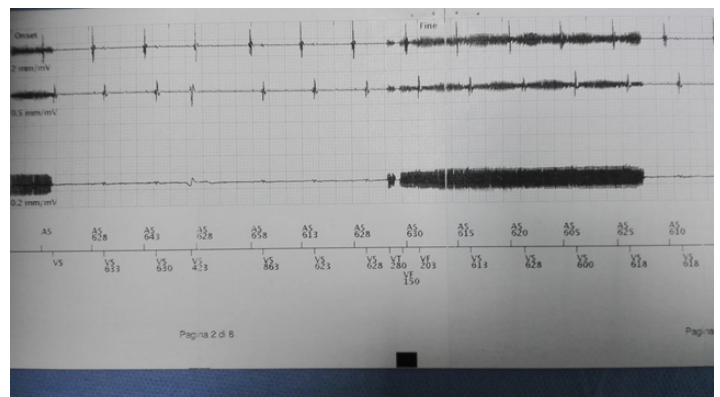 Onset
Fine
2 mm/mV
0.5 mm/mV
0.2 mm/mV
AS AS AS AS AS AS AS AS AS AS AS AS AS
628 643 628 658 613 628 630 615 620 605 625 610
VS VS VS VS VS VS VS VT VF VS VS VS VS VS
633 630 423 863 623 628 280 203 613 628 600 618 618
VF
150
Pagina 2 di 8
Pagina